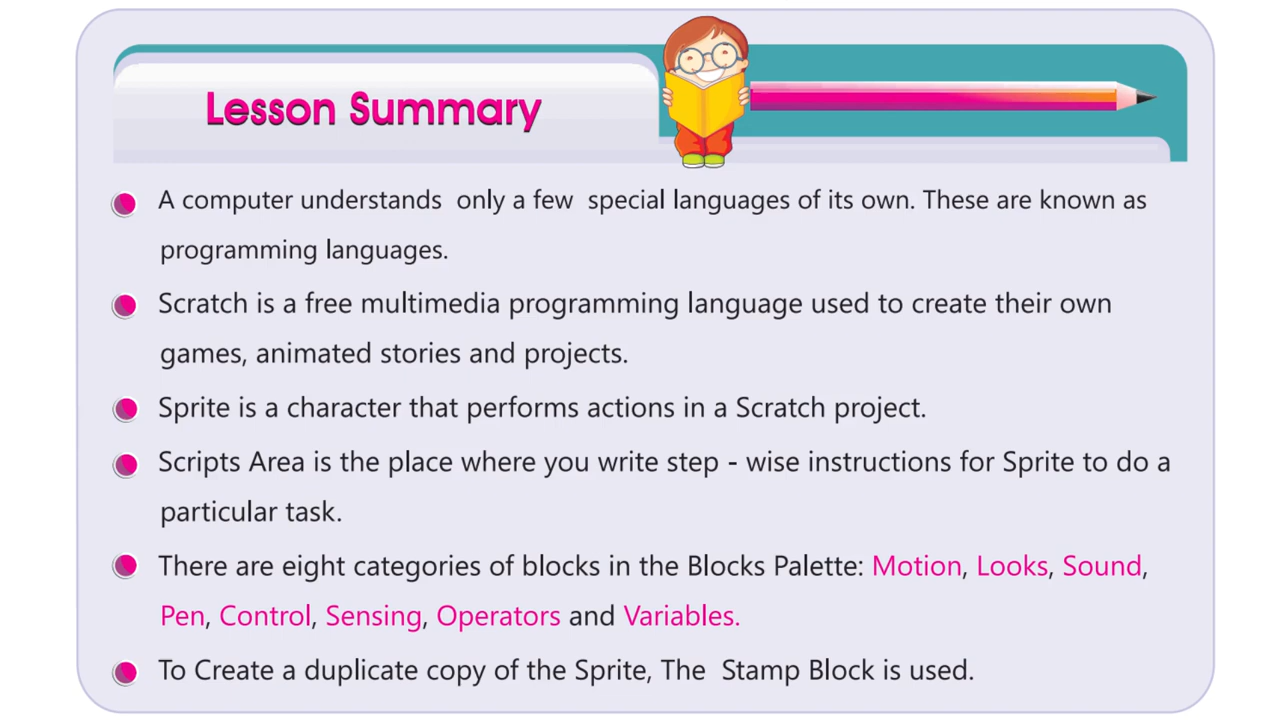 Lesson Summary
A computer understands only a few special languages of its own. These are known as
programming languages.
Scratch is a free multimedia programming language used to create their own
games, animated stories and projects.
Sprite is a character that performs actions in a Scratch project.
Scripts Area is the place where you write step - wise instructions for Sprite to do a
particular task.
There are eight categories of blocks in the Blocks Palette: Motion, Looks, Sound,
Pen, Control, Sensing, Operators and Variables.
To Create a duplicate copy of the Sprite, The Stamp Block is used.